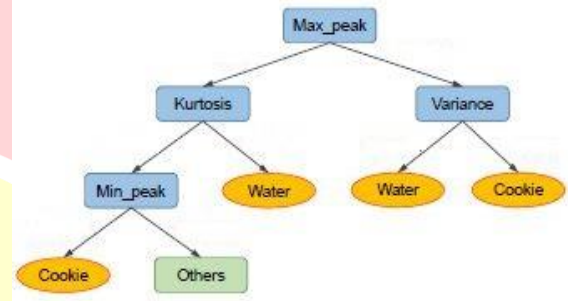 Max_peak
Kurtosis
Variance
Min_peak
Water
Water
Cookie
Cookie
Others